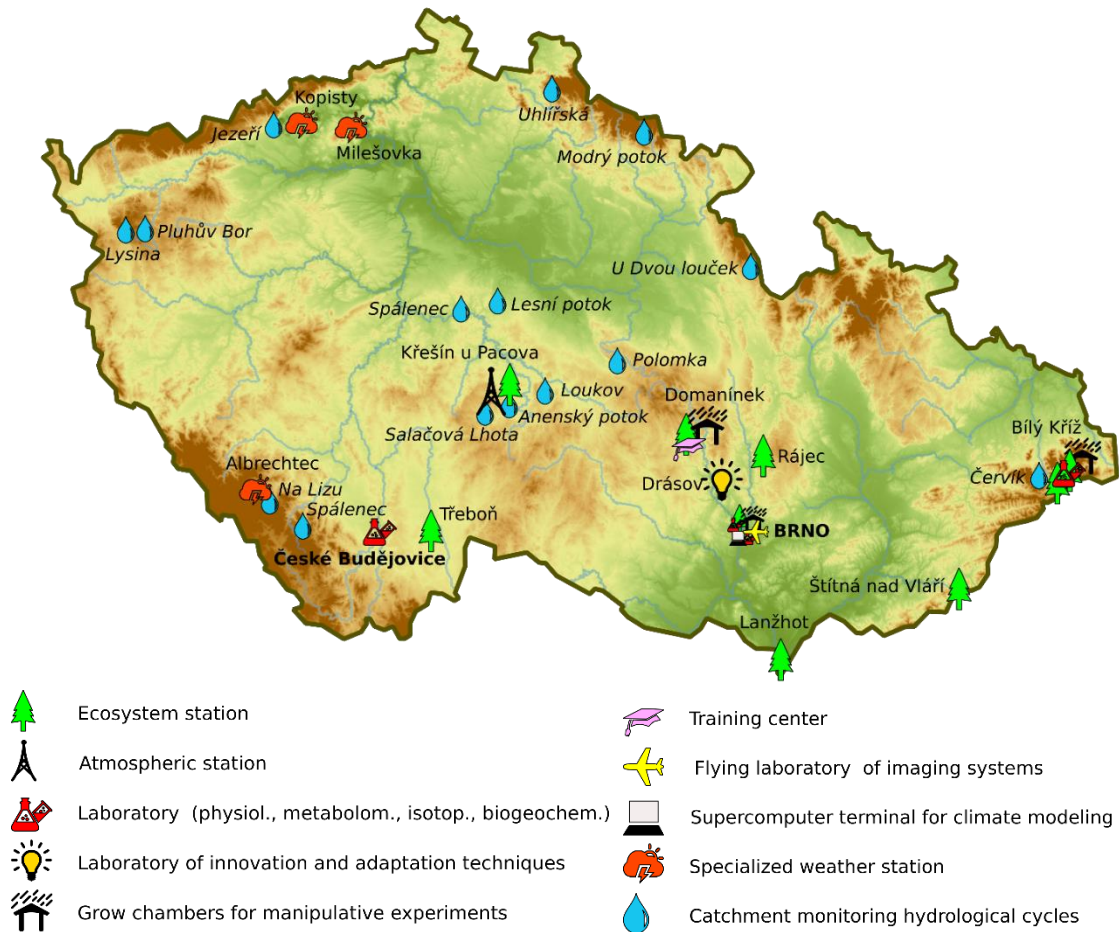 Kopisty
Jezeří
Milešovka
Uhlířská
Modrý potok
Pluhův Bor
Lysina
U Dvou louček
Spálenec
Lesní potok
Křešín u Pacova
Polomka
Loukov
Domanínek
Anenský potok
Salačová Lhota
Bílý Kříž
Rájec
Albrechtec
Drásov
Červík
Na Lizu
Spálenec
Třeboň
České Budějovice
BRNO
Štítná nad Vláří
Lanžhot
Ecosystem station
Atmospheric station
Laboratory (physiol., metabolom., isotop., biogeochem.)
Laboratory of innovation and adaptation techniques
Grow chambers for manipulative experiments
Training center
Flying laboratory of imaging systems
Supercomputer terminal for climate modeling
Specialized weather station
Catchment monitoring hydrological cycles